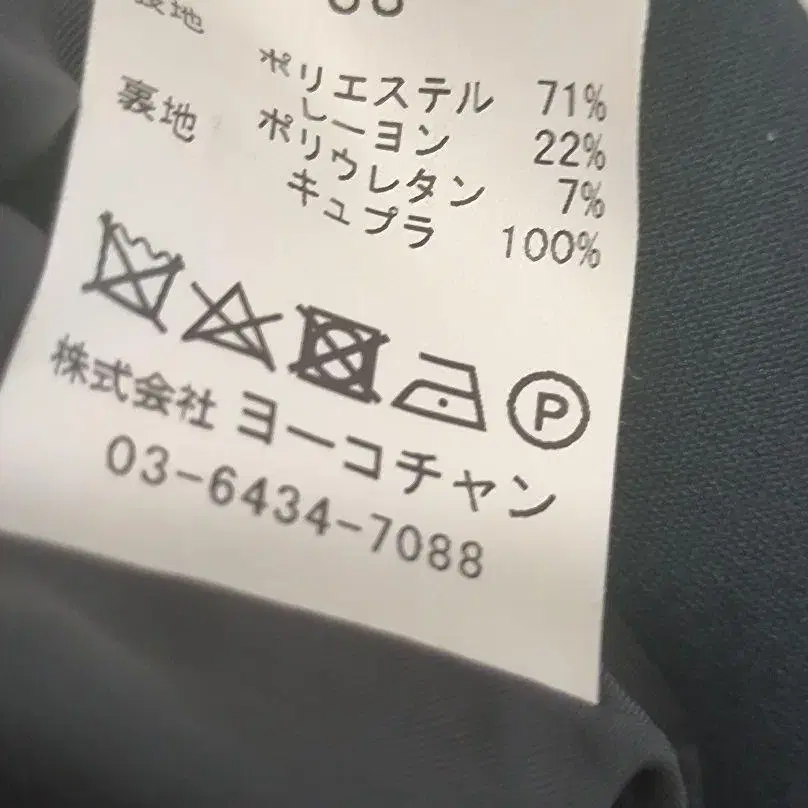 表地
ポリエステル 71%
レーヨン 22%
ポリウレタン 7%
裏地
キュプラ 100%
P
株式会社 ヨーコチャン
03-6434-7088